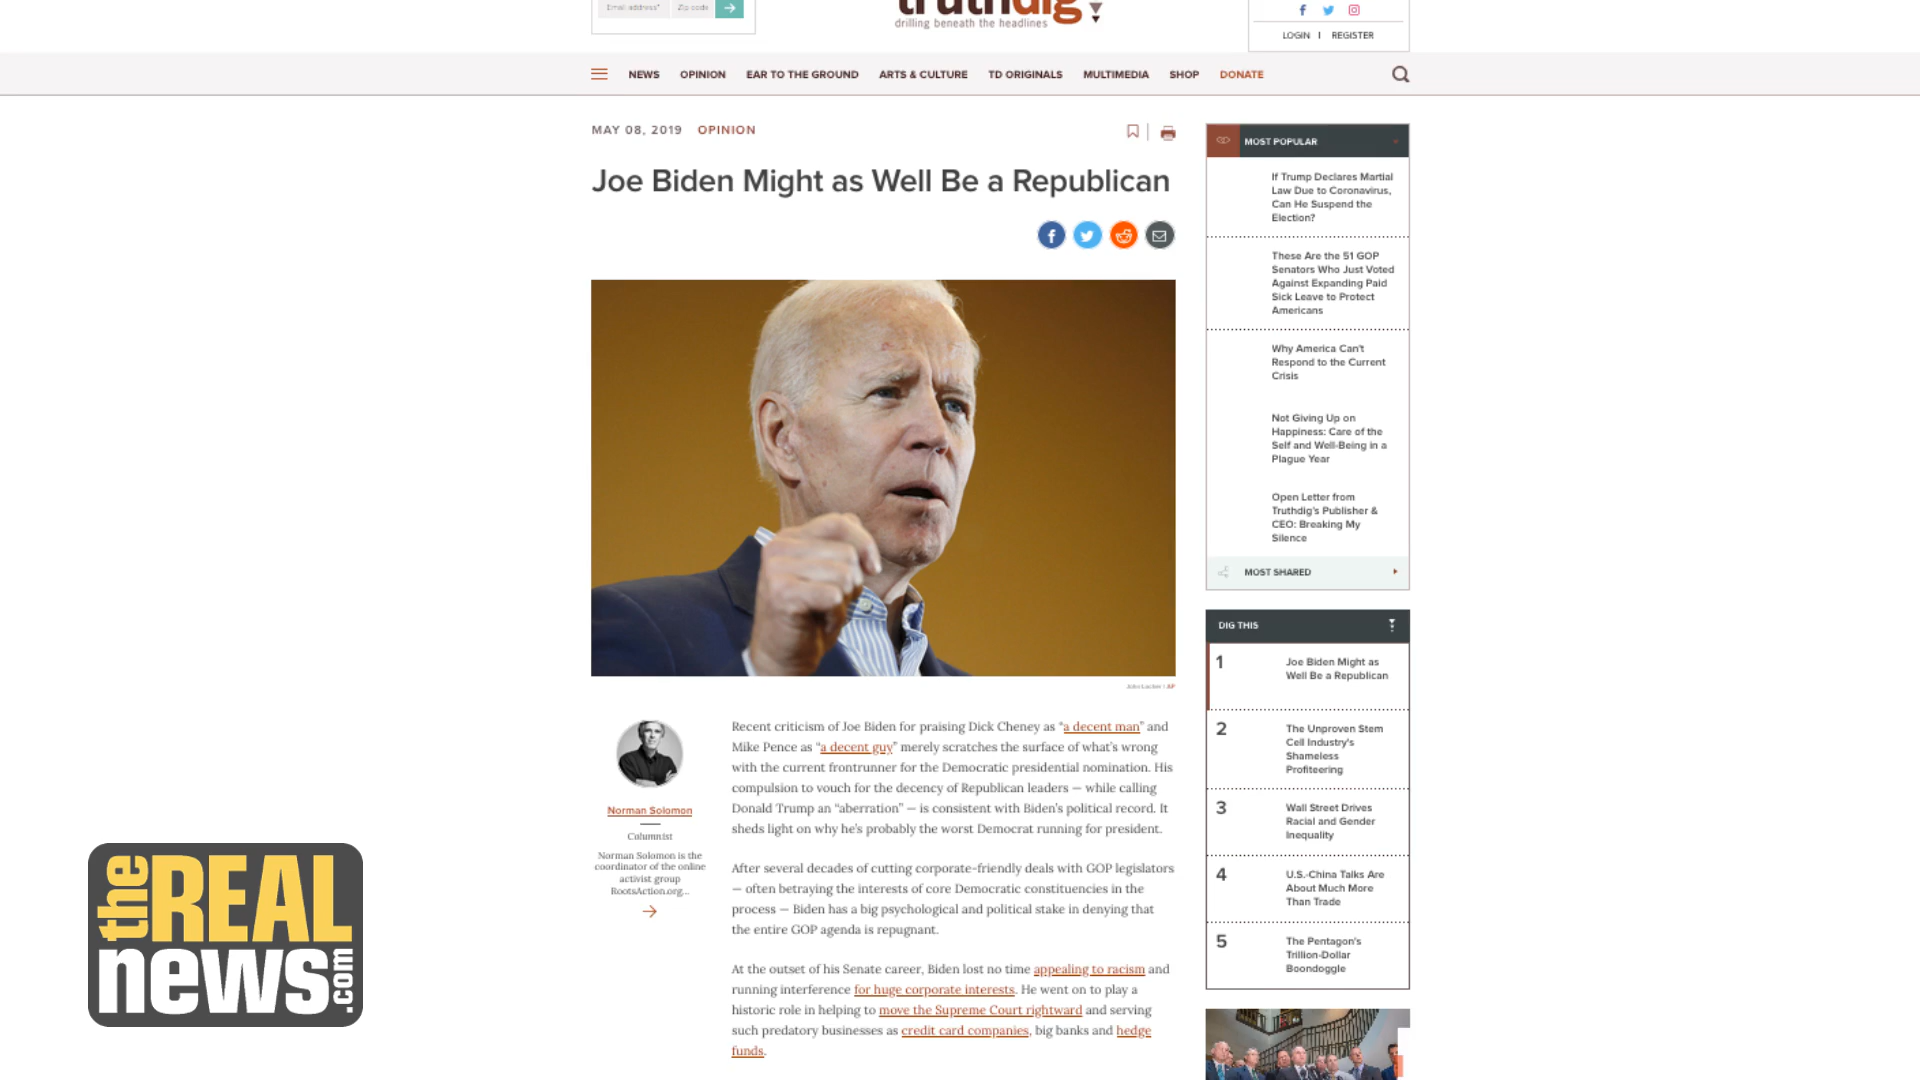 Email address*
Zip code
truthdig
drilling beneath the headlines
LOGIN | REGISTER
NEWS OPINION EAR TO THE GROUND ARTS & CULTURE TD ORIGINALS MULTIMEDIA SHOP DONATE
MAY 08, 2019 OPINION
Joe Biden Might as Well Be a Republican
AP
Norman Solomon
Columnist
Norman Solomon is the
coordinator of the online
activist group
RootsAction.org...
Recent criticism of Joe Biden for praising Dick Cheney as “a decent man” and
Mike Pence as “a decent guy” merely scratches the surface of what’s wrong
with the current frontrunner for the Democratic presidential nomination. His
compulsion to vouch for the decency of Republican leaders — while calling
Donald Trump an “aberration” — is consistent with Biden’s political record. It
sheds light on why he’s probably the worst Democrat running for president.
After several decades of cutting corporate-friendly deals with GOP legislators
— often betraying the interests of core Democratic constituencies in the
process — Biden has a big psychological and political stake in denying that
the entire GOP agenda is repugnant.
At the outset of his Senate career, Biden lost no time appealing to racism and
running interference for huge corporate interests. He went on to play a
historic role in helping to move the Supreme Court rightward and serving
such predatory businesses as credit card companies, big banks and hedge
funds.
MOST POPULAR
If Trump Declares Martial
Law Due to Coronavirus,
Can He Suspend the
Election?
These Are the 51 GOP
Senators Who Just Voted
Against Expanding Paid
Sick Leave to Protect
Americans
Why America Can't
Respond to the Current
Crisis
Not Giving Up on
Happiness: Care of the
Self and Well-Being in a
Plague Year
Open Letter from
Truthdig's Publisher &
CEO: Breaking My
Silence
MOST SHARED
DIG THIS
1 Joe Biden Might as
Well Be a Republican
2 The Unproven Stem
Cell Industry's
Shameless
Profiteering
3 Wall Street Drives
Racial and Gender
Inequality
4 U.S.-China Talks Are
About Much More
Than Trade
5 The Pentagon's
Trillion-Dollar
Boondoggle
the REAL
news.com